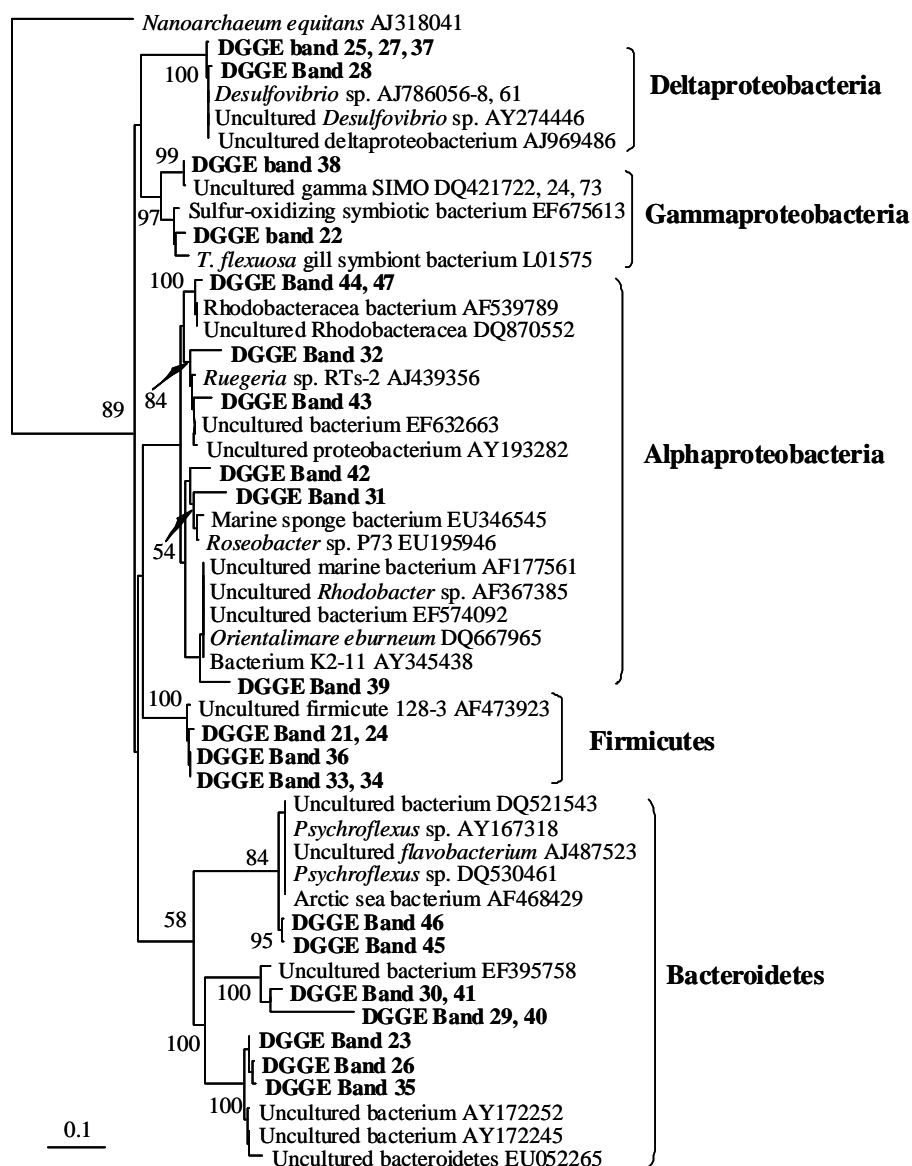 Nanoarchaeum equitans AJ318041
DGGE band 25, 27, 37
100
DGGE Band 28
Desulfovibrio sp. AJ786056-8, 61
Uncultured Desulfovibrio sp. AY274446
Uncultured deltaproteobacterium AJ969486
Deltaproteobacteria
99
DGGE band 38
Uncultured gamma SIMO DQ421722, 24, 73
97
Sulfur-oxidizing symbiotic bacterium EF675613
DGGE band 22
T. flexuosa gill symbiont bacterium L01575
Gammaproteobacteria
100
DGGE Band 44, 47
Rhodobacteracea bacterium AF539789
Uncultured Rhodobacteracea DQ870552
DGGE Band 32
Ruegeria sp. RTs-2 AJ439356
89
84
DGGE Band 43
Uncultured bacterium EF632663
Uncultured proteobacterium AY193282
Alphaproteobacteria
DGGE Band 42
DGGE Band 31
Marine sponge bacterium EU346545
54
Roseobacter sp. P73 EU195946
Uncultured marine bacterium AF177561
Uncultured Rhodobacter sp. AF367385
Uncultured bacterium EF574092
Orientalimare eburneum DQ667965
Bacterium K2-11 AY345438
DGGE Band 39
100
Uncultured firmicute 128-3 AF473923
DGGE Band 21, 24
DGGE Band 36
DGGE Band 33, 34
Firmicutes
Uncultured bacterium DQ521543
Psychroflexus sp. AY167318
84
Uncultured flavobacterium AJ487523
Psychroflexus sp. DQ530461
Arctic sea bacterium AF468429
58
DGGE Band 46
95
DGGE Band 45
Uncultured bacterium EF395758
Bacteroidetes
100
DGGE Band 30, 41
DGGE Band 29, 40
100
DGGE Band 23
DGGE Band 26
DGGE Band 35
100
Uncultured bacterium AY172252
Uncultured bacterium AY172245
Uncultured bacteroidetes EU052265
0.1